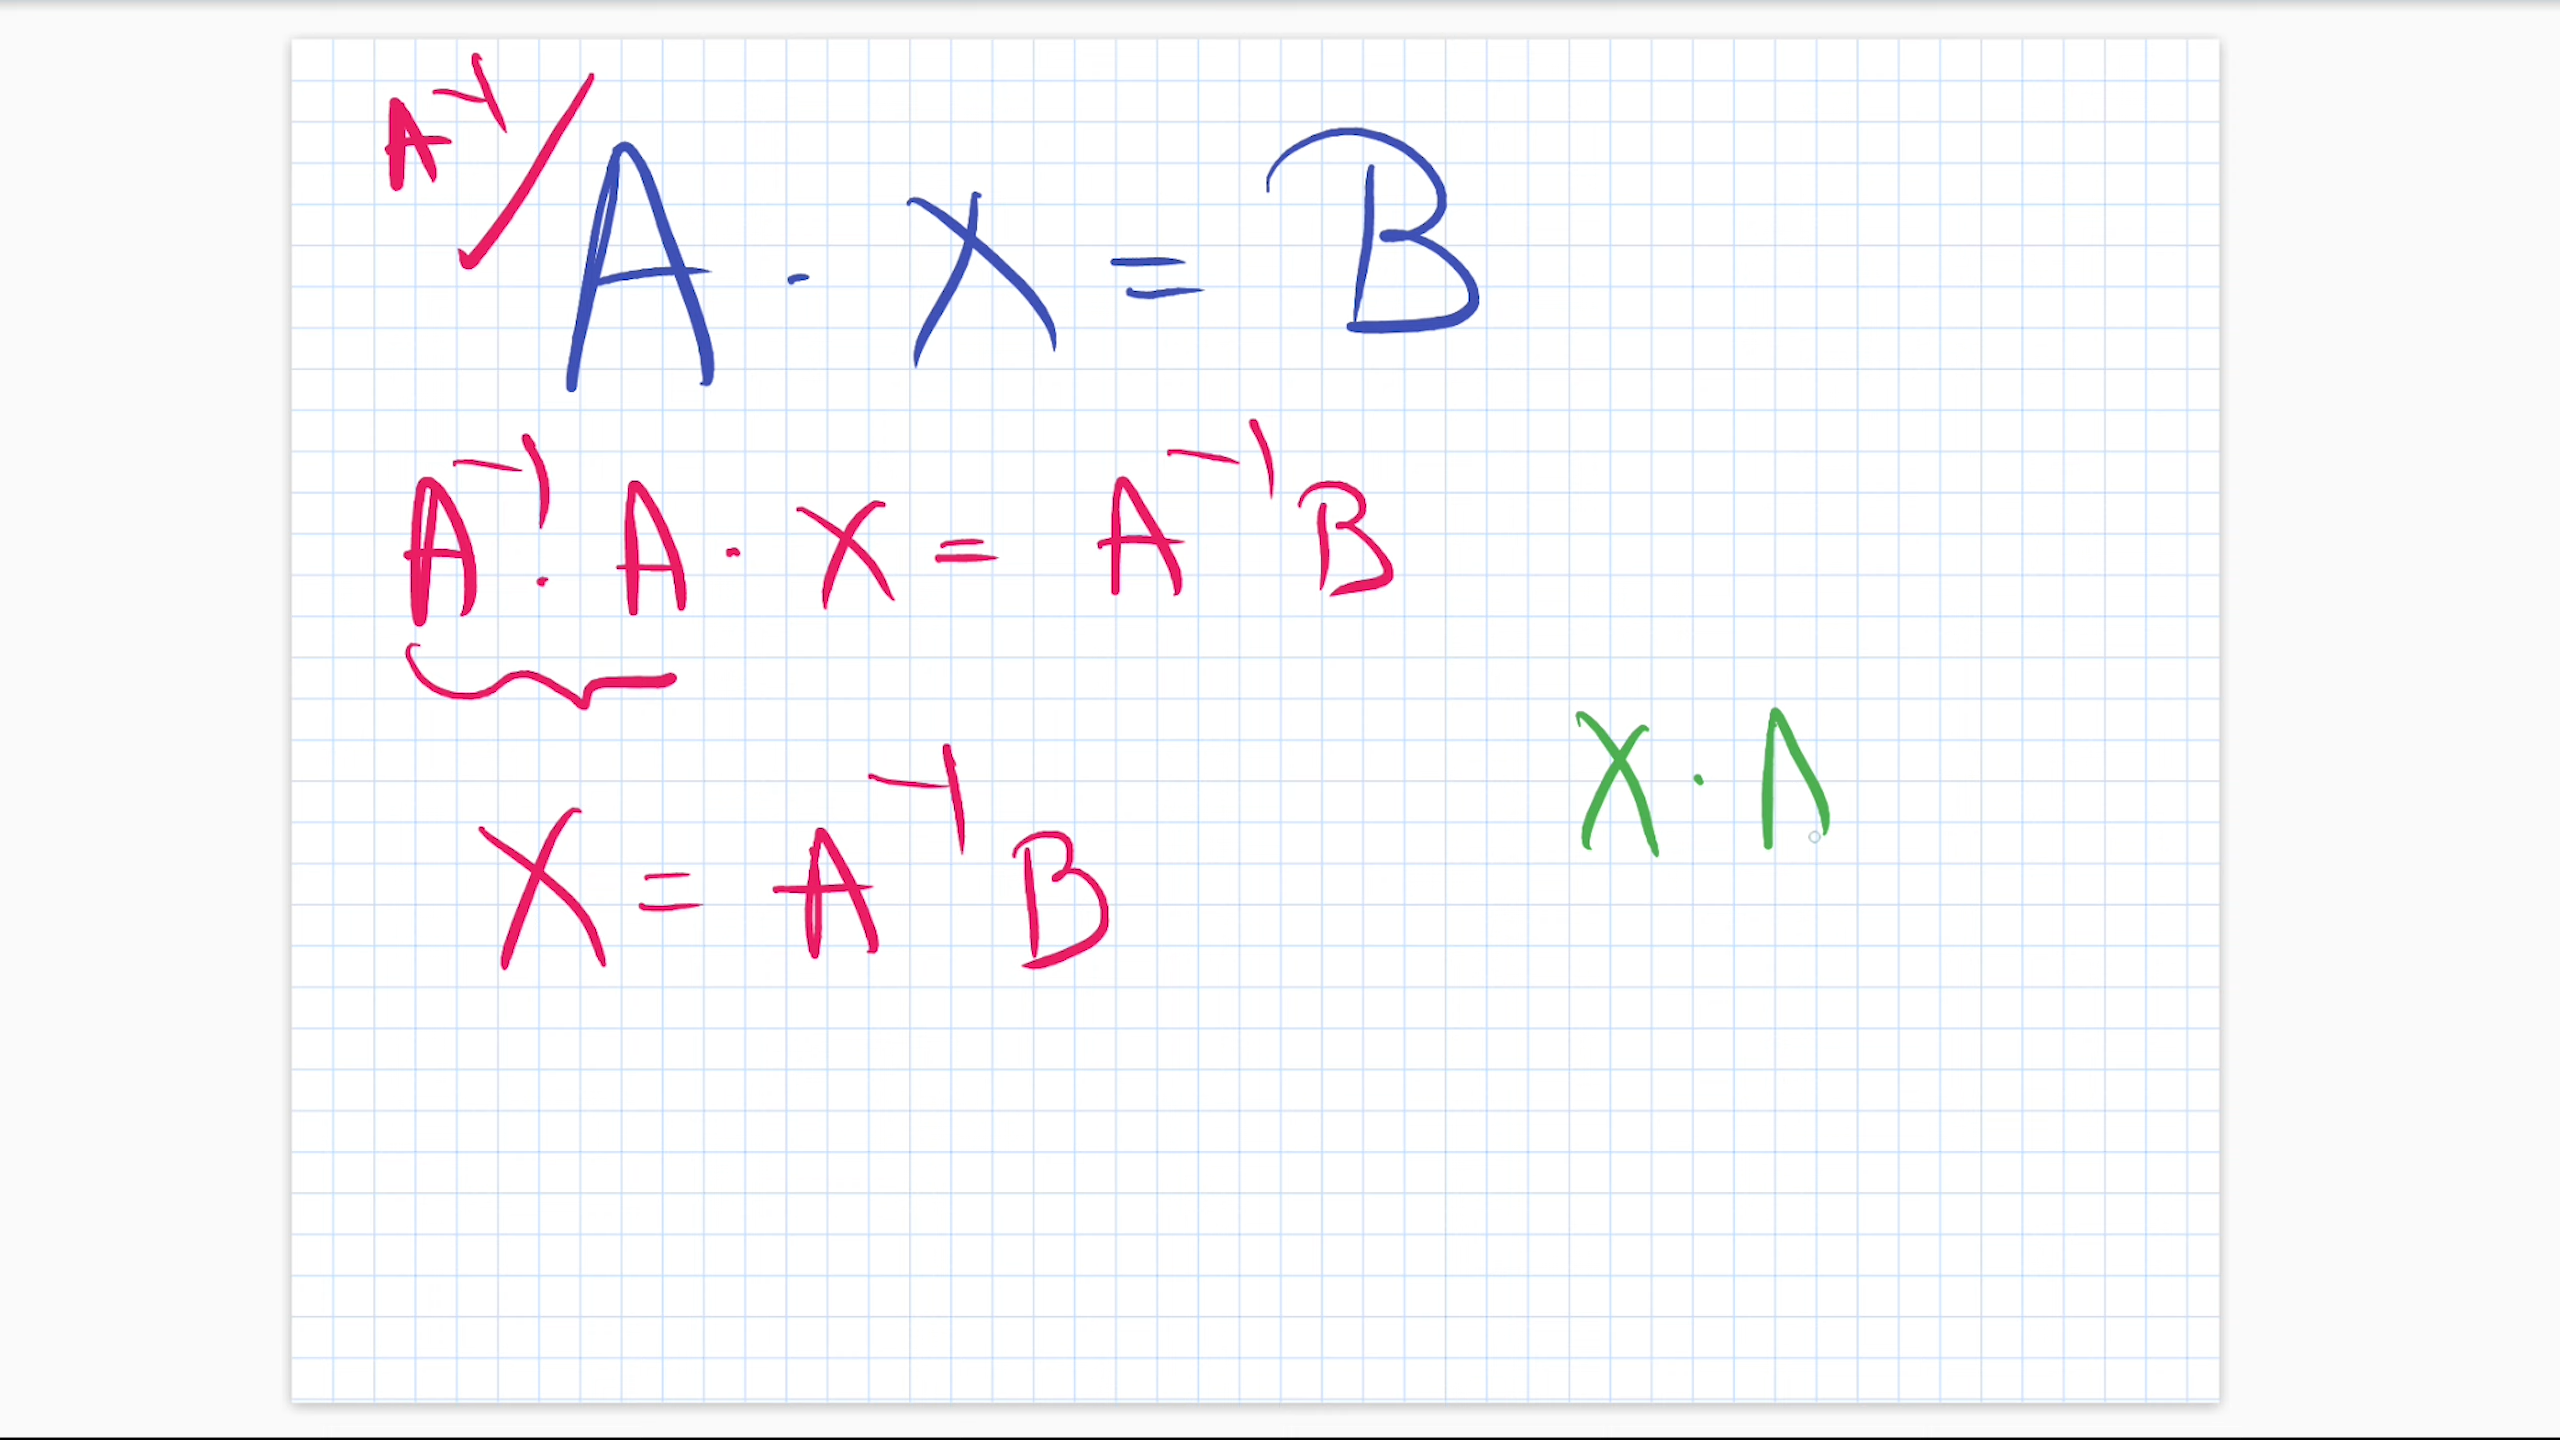 A⁻¹/ A · X = B
A⁻¹ · A · X = A⁻¹ B
X = A⁻¹ B
X · A